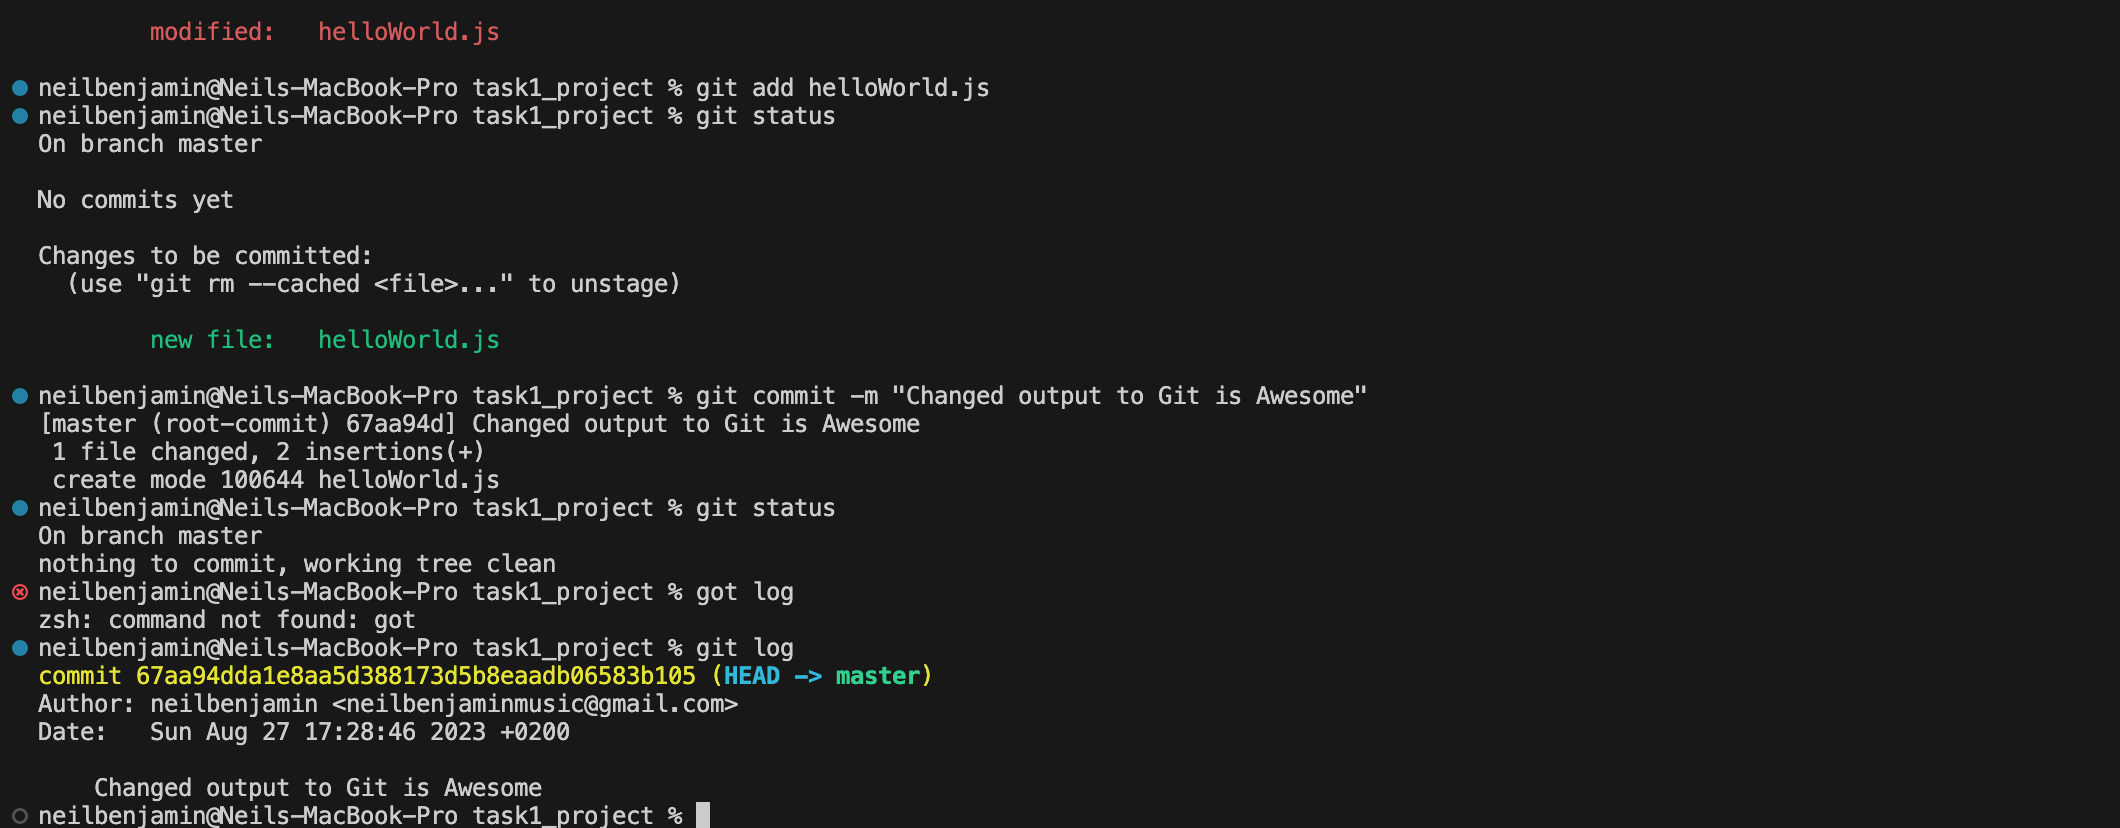 modified:   helloWorld.js
neilbenjamin@Neils-MacBook-Pro task1_project % git add helloWorld.js
neilbenjamin@Neils-MacBook-Pro task1_project % git status
On branch master
No commits yet
Changes to be committed:
(use "git rm --cached <file>..." to unstage)
new file:   helloWorld.js
neilbenjamin@Neils-MacBook-Pro task1_project % git commit -m "Changed output to Git is Awesome"
[master (root-commit) 67aa94d] Changed output to Git is Awesome
1 file changed, 2 insertions(+)
create mode 100644 helloWorld.js
neilbenjamin@Neils-MacBook-Pro task1_project % git status
On branch master
nothing to commit, working tree clean
neilbenjamin@Neils-MacBook-Pro task1_project % got log
zsh: command not found: got
neilbenjamin@Neils-MacBook-Pro task1_project % git log
commit 67aa94dda1e8aa5d388173d5b8eaadb06583b105 (HEAD -> master)
Author: neilbenjamin <neilbenjaminmusic@gmail.com>
Date:   Sun Aug 27 17:28:46 2023 +0200
Changed output to Git is Awesome
neilbenjamin@Neils-MacBook-Pro task1_project %